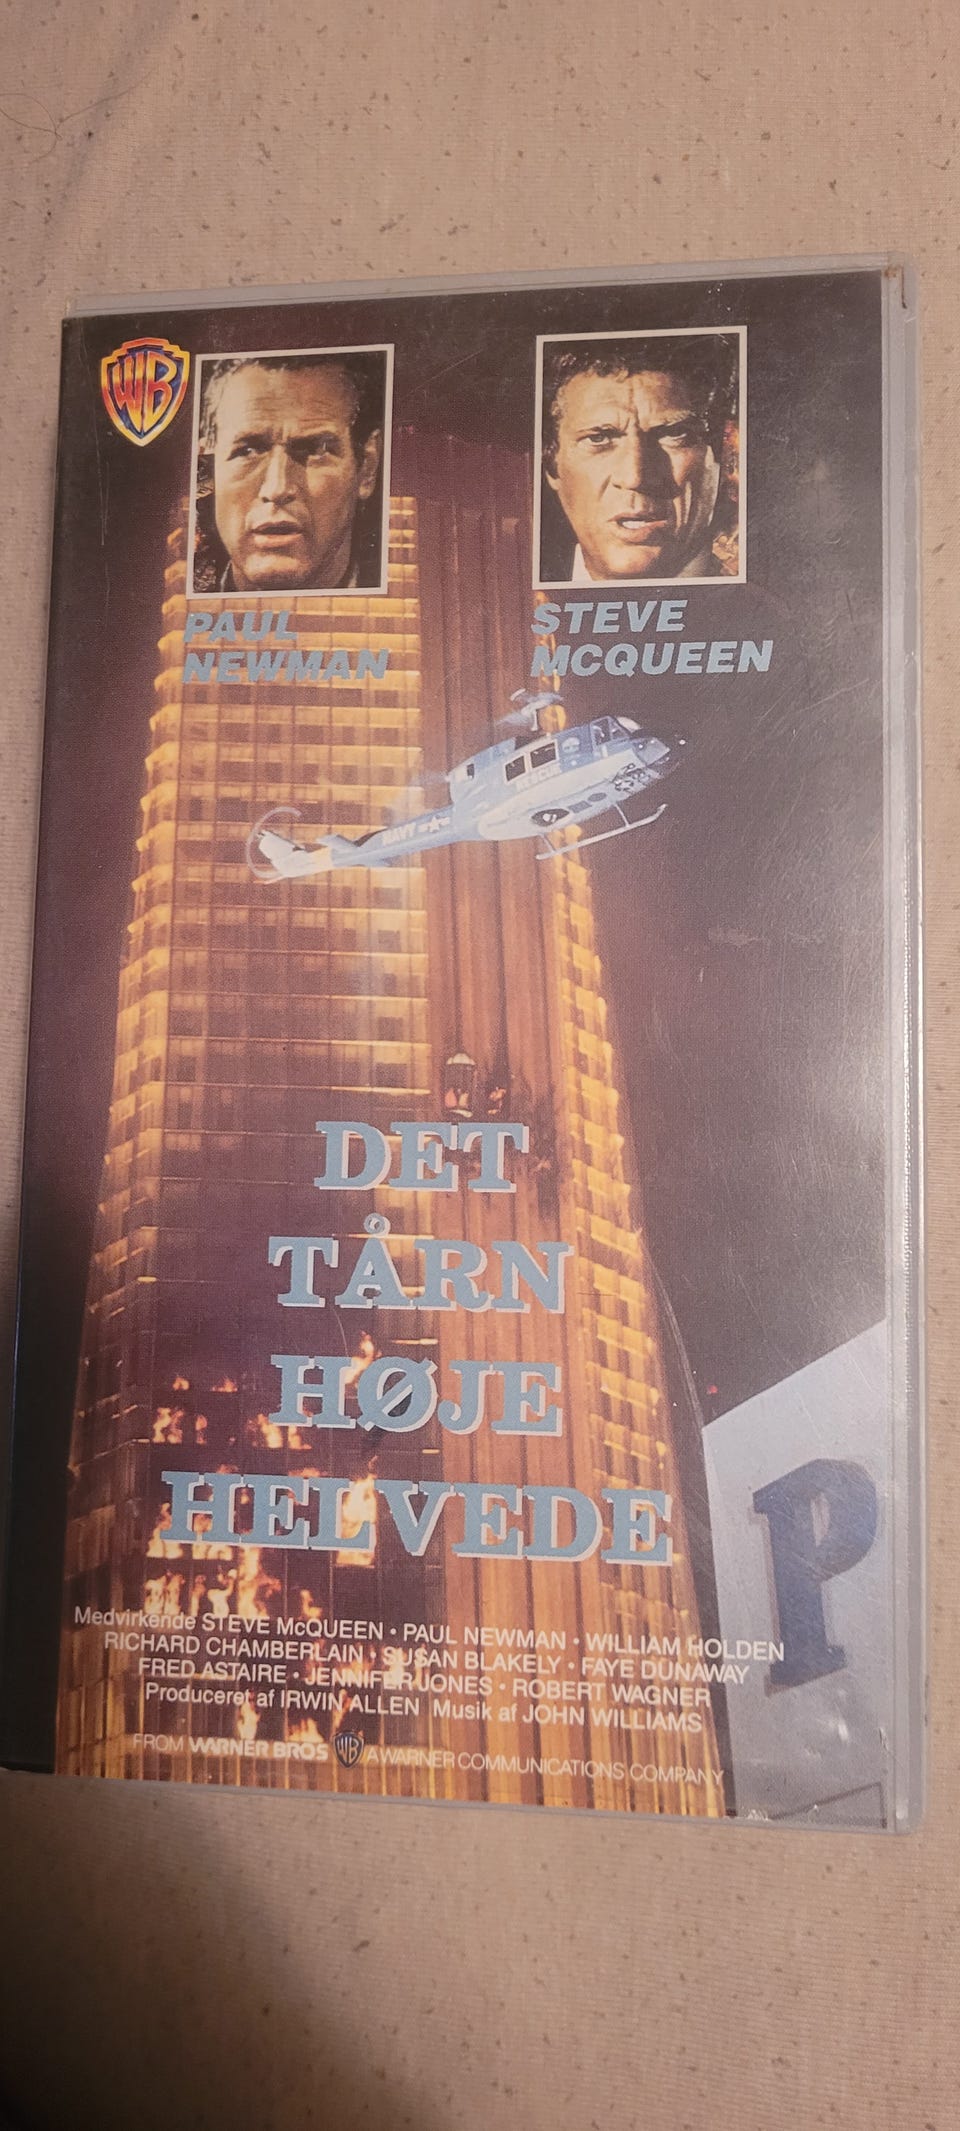 WB
PAUL
NEWMAN
STEVE
MCQUEEN
RESCUE
NAVY
DET
TÅRN
HØJE
HELVEDE
P
Medvirkende STEVE McQUEEN • PAUL NEWMAN • WILLIAM HOLDEN
RICHARD CHAMBERLAIN • SUSAN BLAKELY • FAYE DUNAWAY
FRED ASTAIRE • JENNIFER JONES • ROBERT WAGNER
Produceret af IRWIN ALLEN Musik af JOHN WILLIAMS
FROM WARNER BROS WB A WARNER COMMUNICATIONS COMPANY